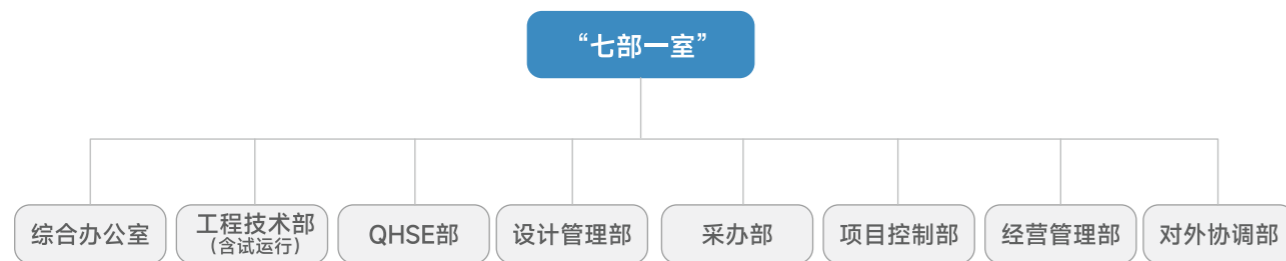 “七部一室”
综合办公室
工程技术部
(含试运行)
QHSE部
设计管理部
采办部
项目控制部
经营管理部
对外协调部